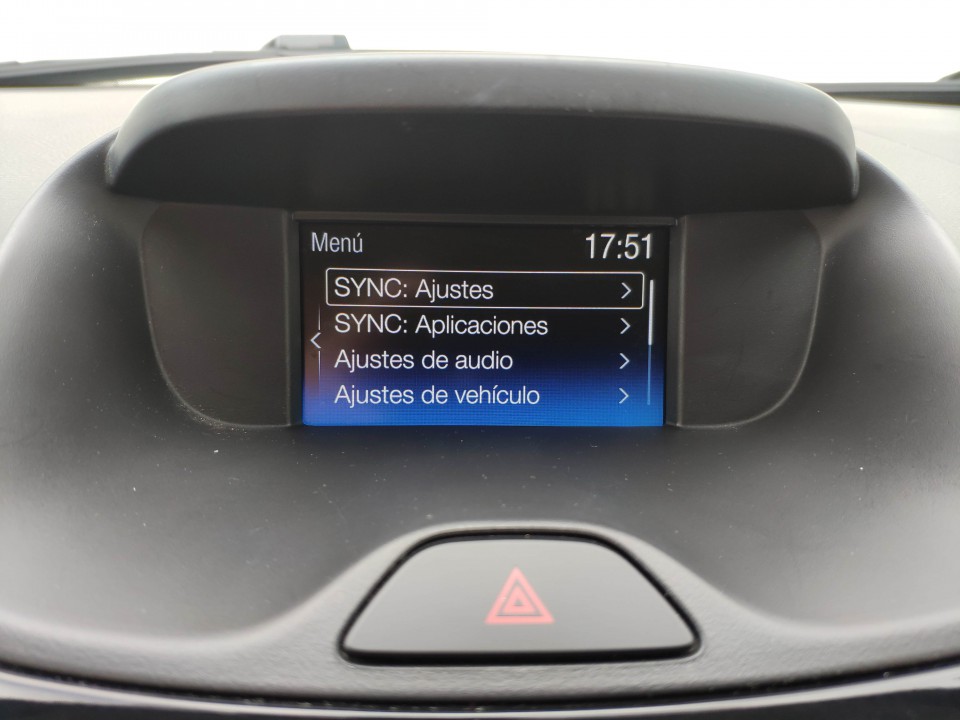 Menú 17:51
SYNC: Ajustes
SYNC: Aplicaciones
Ajustes de audio
Ajustes de vehículo